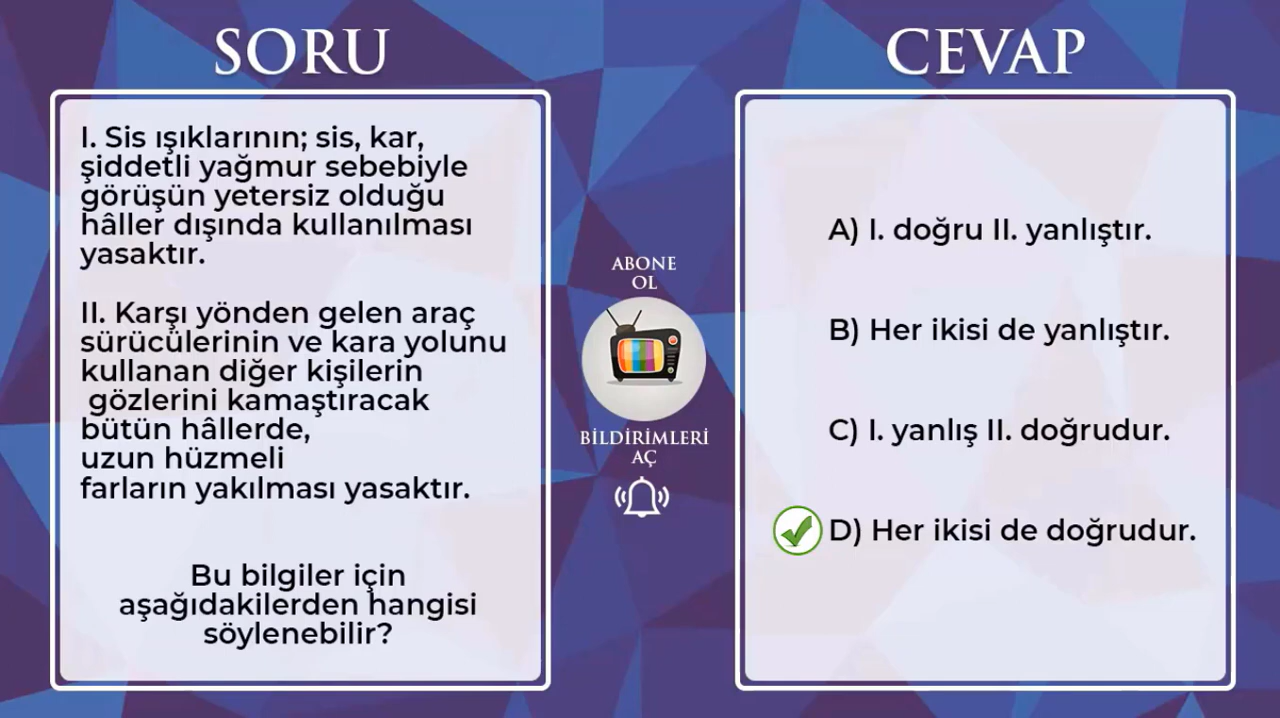 SORU
I. Sis ışıklarının; sis, kar,
şiddetli yağmur sebebiyle
görüşün yetersiz olduğu
hâller dışında kullanılması
yasaktır.
II. Karşı yönden gelen araç
sürücülerinin ve kara yolunu
kullanan diğer kişilerin
gözlerini kamaştıracak
bütün hâllerde,
uzun hüzmeli
farların yakılması yasaktır.
Bu bilgiler için
aşağıdakilerden hangisi
söylenebilir?
ABONE
OL
BİLDİRİMLERİ
AÇ
CEVAP
A) I. doğru II. yanlıştır.
B) Her ikisi de yanlıştır.
C) I. yanlış II. doğrudur.
D) Her ikisi de doğrudur.